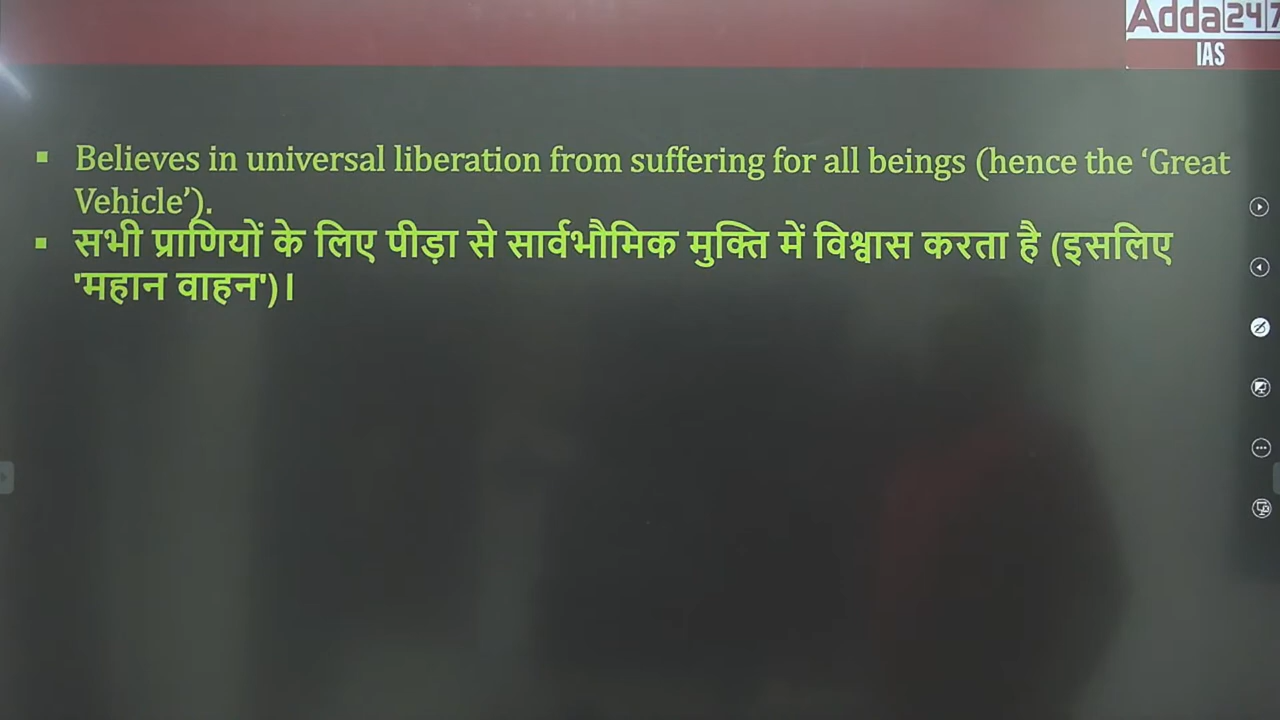 Adda247
IAS
▪ Believes in universal liberation from suffering for all beings (hence the ‘Great
Vehicle’).
▪ सभी प्राणियों के लिए पीड़ा से सार्वभौमिक मुक्ति में विश्वास करता है (इसलिए
'महान वाहन')।